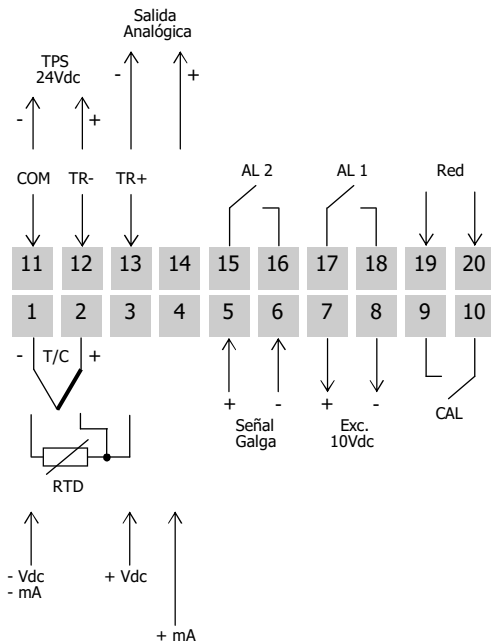 Salida
Analógica
TPS
24Vdc
- +
- +
COM TR- TR+
AL 2 AL 1 Red
11 12 13 14 15 16 17 18 19 20
1 2 3 4 5 6 7 8 9 10
- T/C +
+ - + -
Señal
Galga
Exc.
10Vdc
CAL
RTD
- Vdc
- mA
+ Vdc
+ mA